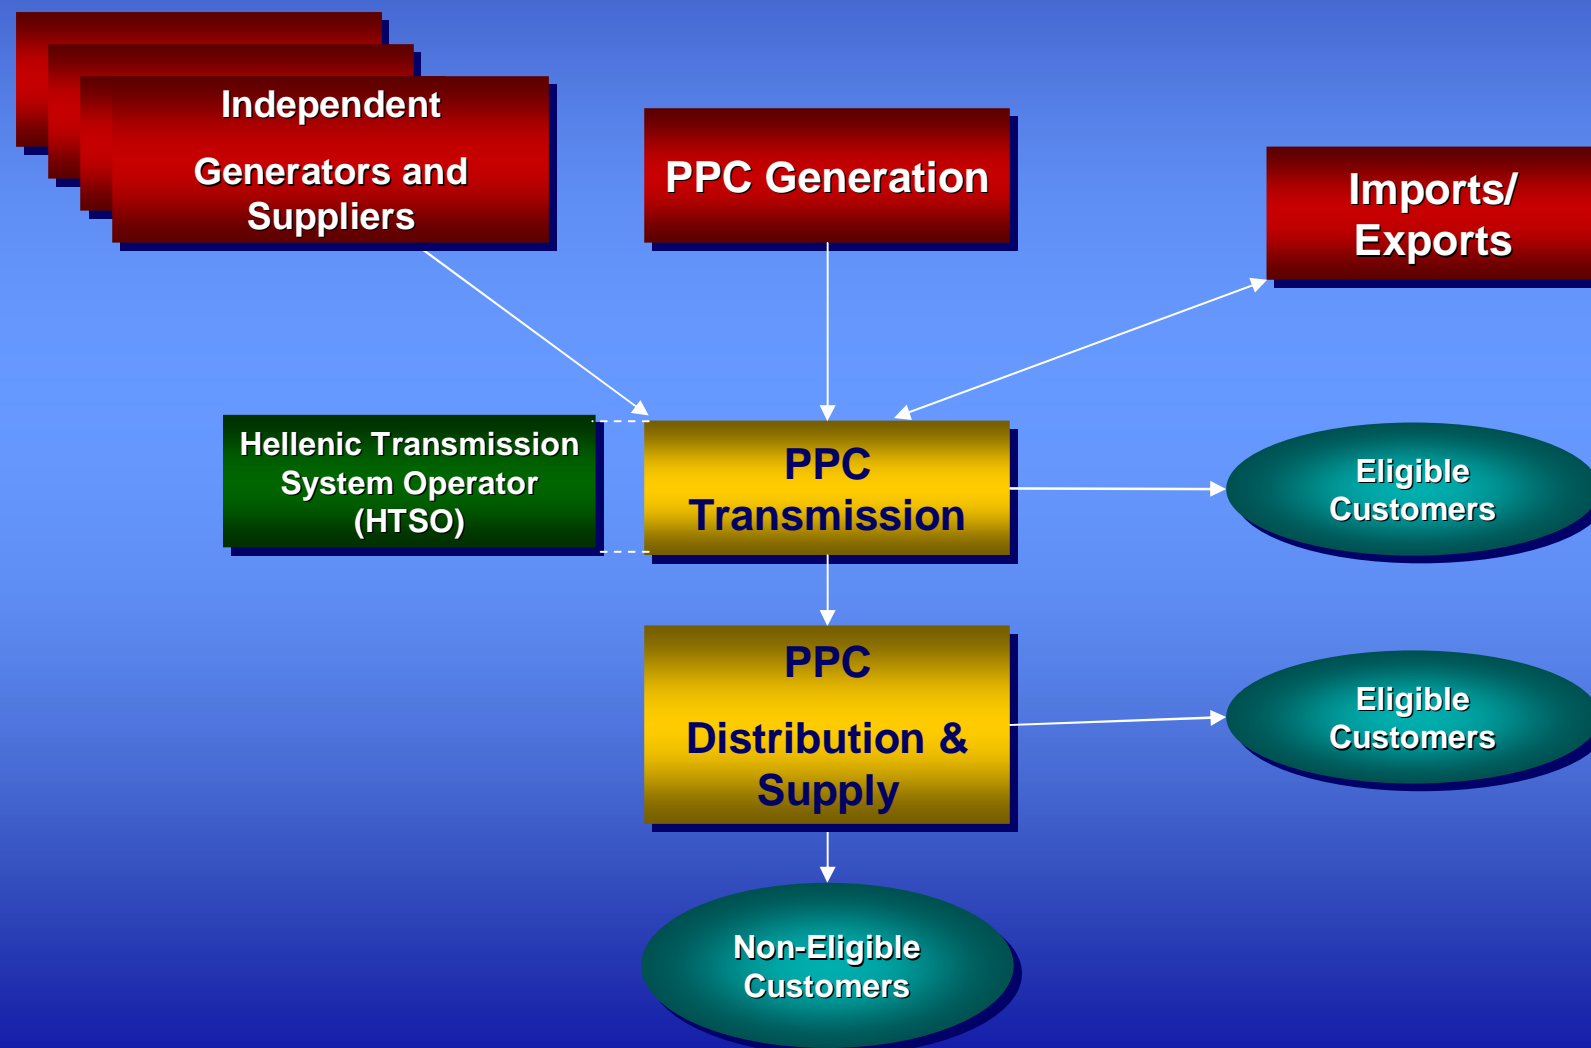 Independent
Generators and
Suppliers
PPC Generation
Imports/
Exports
Hellenic Transmission
System Operator
(HTSO)
PPC
Transmission
Eligible
Customers
PPC
Distribution &
Supply
Eligible
Customers
Non-Eligible
Customers